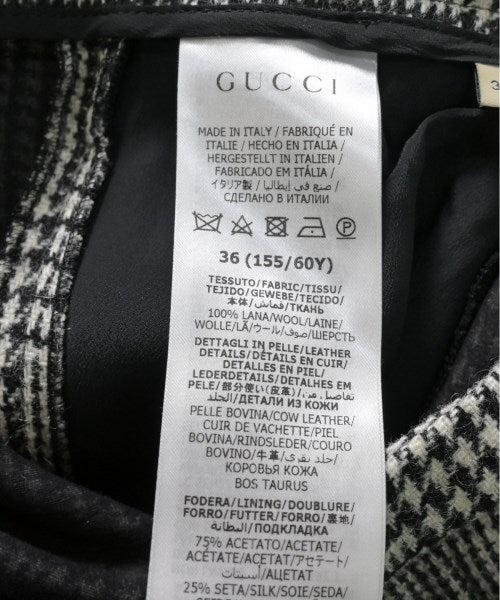 GUCCI
MADE IN ITALY / FABRIQUÉ EN
ITALIE / HECHO EN ITALIA /
HERGESTELLT IN ITALIEN /
FABRICADO EM ITÁLIA /
イタリア製 / صنع في إيطاليا /
СДЕЛАНО В ИТАЛИИ
P
36 (155/60Y)
TESSUTO/FABRIC/TISSU/
TEJIDO/GEWEBE/TECIDO/
本体/قماش/ТКАНЬ
100% LANA/WOOL/LAINE/
WOLLE/LÃ/ウール/صوف/ШЕРСТЬ
DETTAGLI IN PELLE/LEATHER
DETAILS/DÉTAILS EN CUIR/
DETALLES EN PIEL/
LEDERDETAILS/DETALHES EM
PELE/部分使い(皮革)/تفاصيل من
الجلد/ДЕТАЛИ ИЗ КОЖИ
PELLE BOVINA/COW LEATHER/
CUIR DE VACHETTE/PIEL
BOVINA/RINDSLEDER/COURO
BOVINO/牛革/جلد بقري/
КОРОВЬЯ КОЖА
BOS TAURUS
FODERA/LINING/DOUBLURE/
FORRO/FUTTER/FORRO/裏地/
البطانة/ПОДКЛАДКА
75% ACETATO/ACETATE/
ACÉTATE/ACETAT/アセテート/
أسيتات/АЦЕТАТ
25% SETA/SILK/SOIE/SEDA/
3